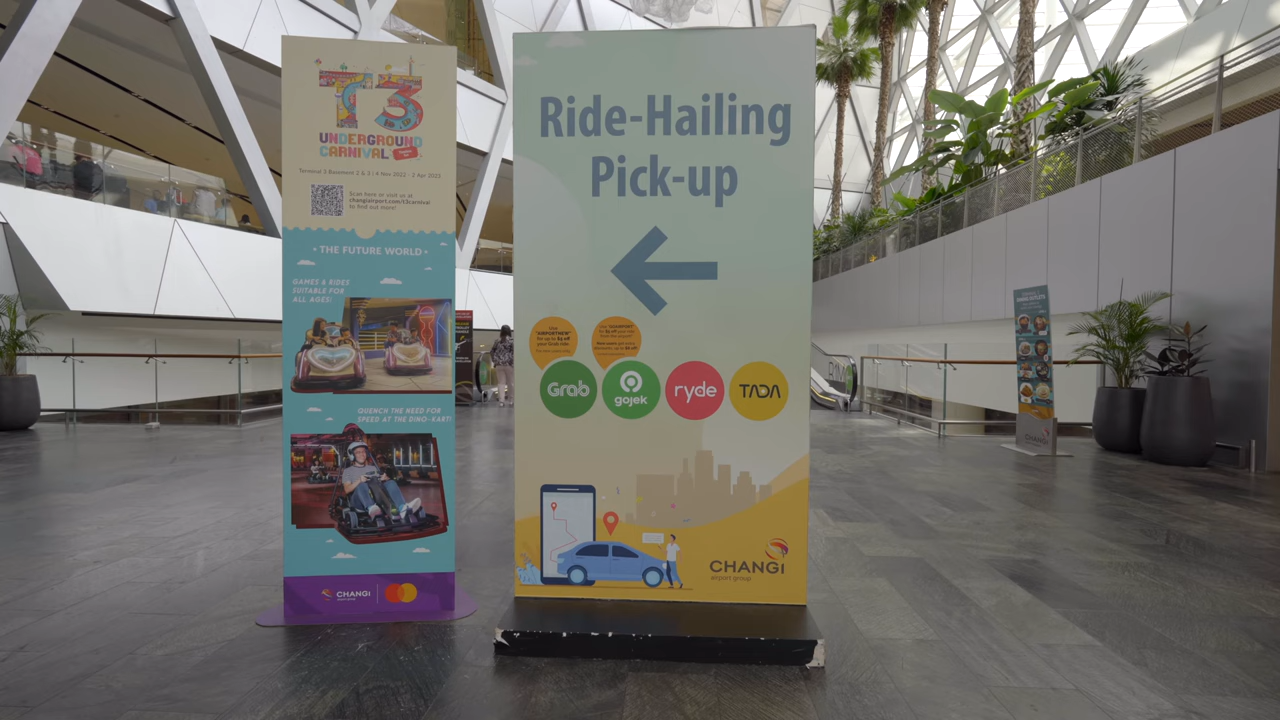 T3
UNDERGROUND
CARNIVAL
Terminal 3 Basement 2 & 3 | 4 Nov 2022 - 2 Apr 2023
Scan here or visit us at
changiairport.com/t3carnival
to find out more!
• THE FUTURE WORLD •
GAMES & RIDES
SUITABLE FOR
ALL AGES!
QUENCH THE NEED FOR
SPEED AT THE DINO-KART!
CHANGI
Ride-Hailing
Pick-up
Grab
gojek
ryde
TADA
CHANGI
airport group
CHANGI